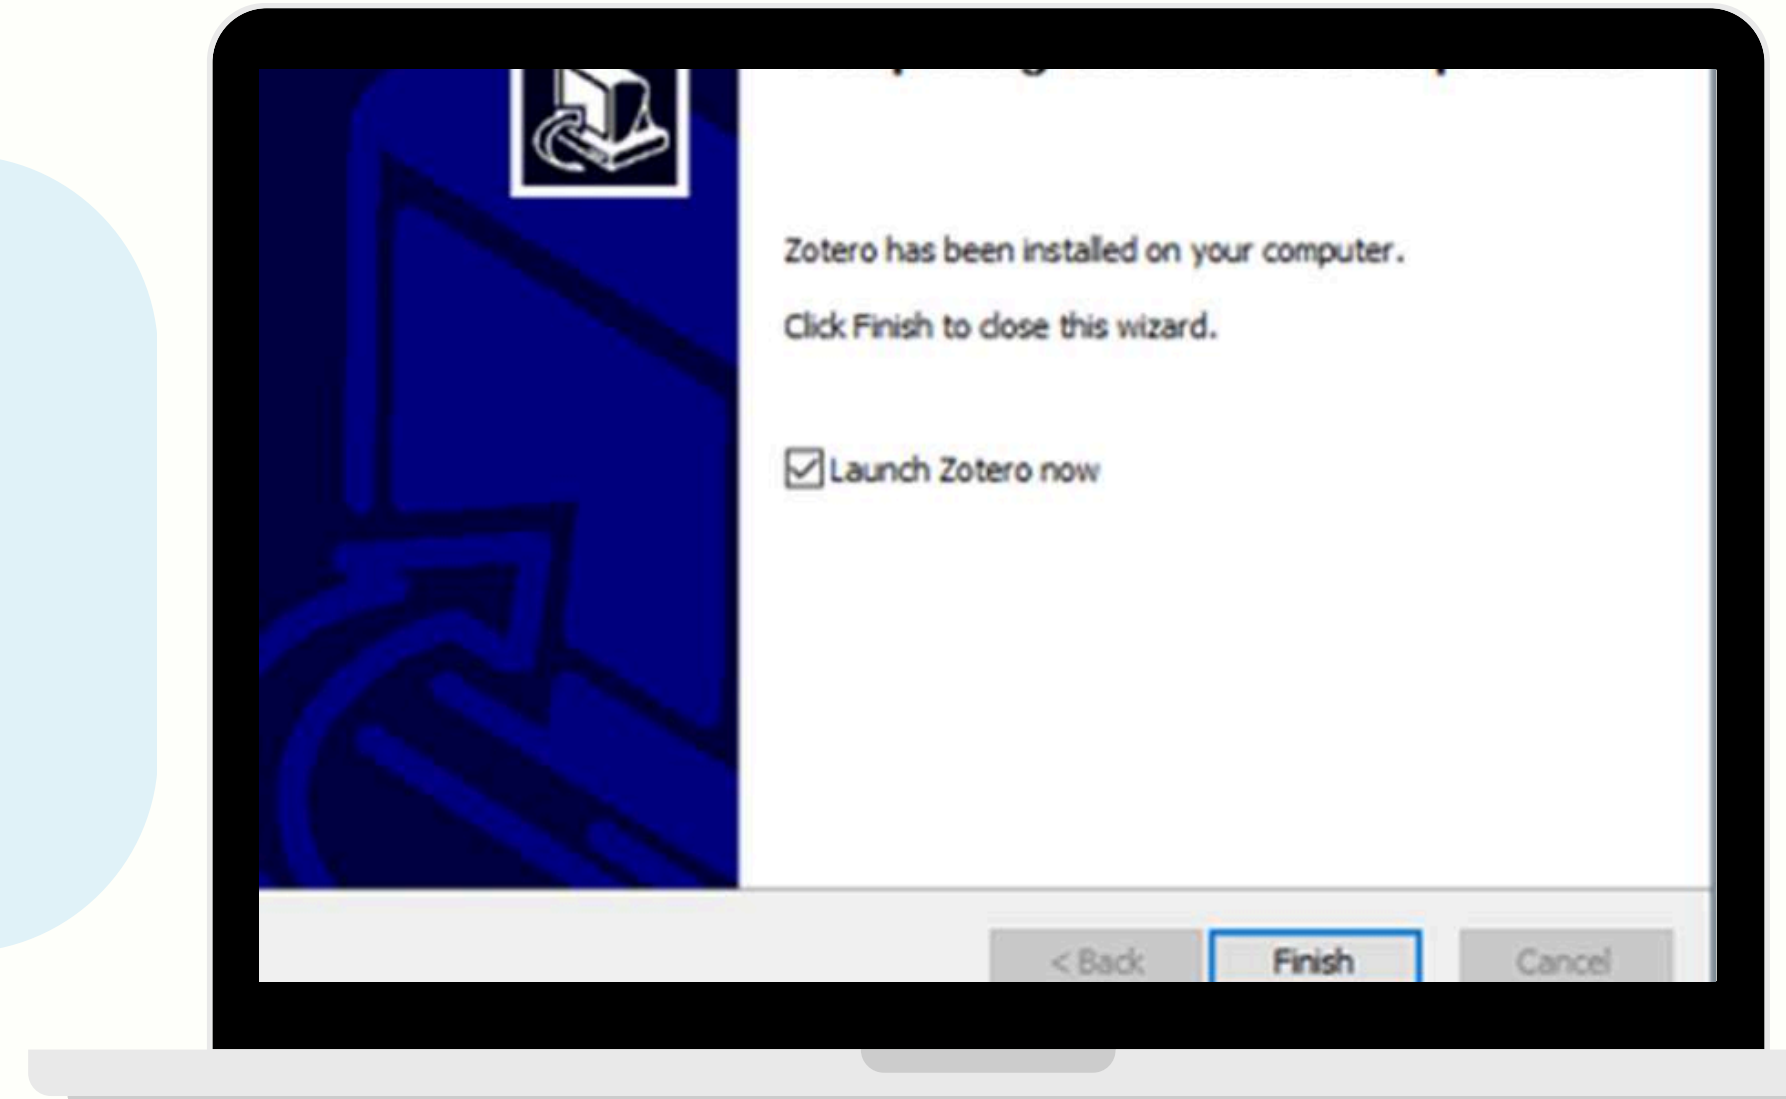 Zotero has been installed on your computer.
Click Finish to close this wizard.
Launch Zotero now
< Back
Finish
Cancel